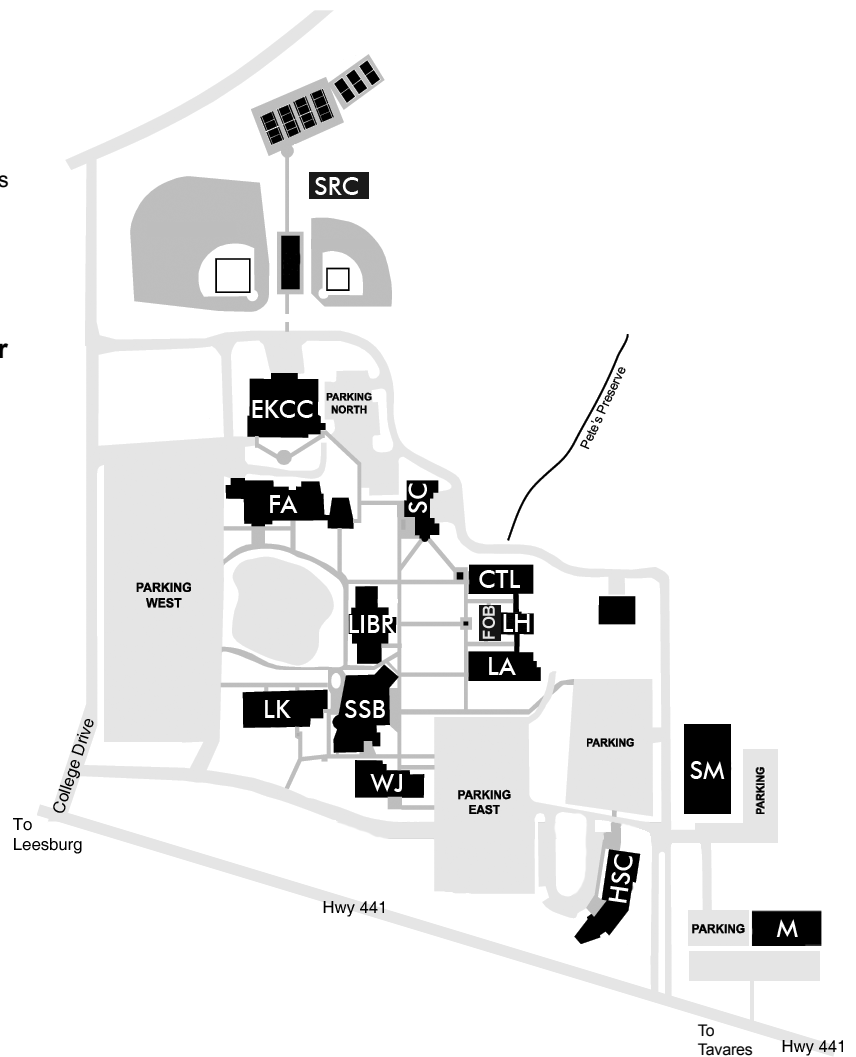 SRC
s
r
EKCC
PARKING
NORTH
Pete's Preserve
SC
FA
PARKING
WEST
CTL
FOB
LH
LIBR
LA
LK
SSB
PARKING
SM
PARKING
WJ
PARKING
EAST
College Drive
To
Leesburg
HSC
Hwy 441
PARKING
M
To
Tavares
Hwy 441